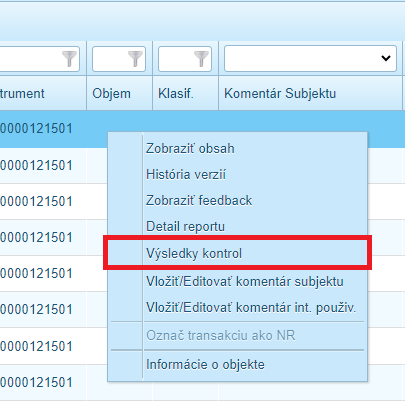 trument Objem Klasif. Komentár Subjektu
0000121501
Zobraziť obsah
0000121501
História verzií
0000121501
Zobraziť feedback
Detail reportu
0000121501
Výsledky kontrol
0000121501
Vložiť/Editovať komentár subjektu
0000121501
Vložiť/Editovať komentár int. použiv.
Označ transakciu ako NR
0000121501
Informácie o objekte
0000121501